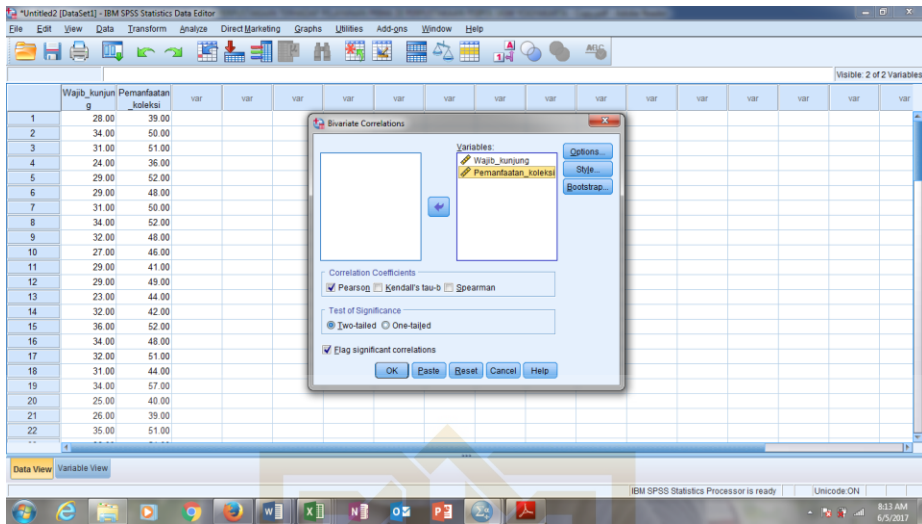 *Untitled2 [DataSet1] - IBM SPSS Statistics Data Editor
File Edit View Data Transform Analyze Direct Marketing Graphs Utilities Add-ons Window Help
Visible: 2 of 2 Variables
Wajib_kunjun Pemanfaatan var var var var var var var var var var var var var
g _koleksi
1 28.00 39.00
2 34.00 50.00
3 31.00 51.00
4 24.00 36.00
5 29.00 52.00
6 29.00 48.00
7 31.00 50.00
8 34.00 52.00
9 32.00 48.00
10 27.00 46.00
11 29.00 41.00
12 29.00 49.00
13 23.00 44.00
14 32.00 42.00
15 36.00 52.00
16 34.00 48.00
17 32.00 51.00
18 31.00 44.00
19 34.00 57.00
20 25.00 40.00
21 26.00 39.00
22 35.00 51.00
Bivariate Correlations
Variables:
Wajib_kunjung
Pemanfaatan_koleksi
Options...
Style...
Bootstrap...
Correlation Coefficients
Pearson Kendall's tau-b Spearman
Test of Significance
Two-tailed One-tailed
Flag significant correlations
OK Paste Reset Cancel Help
Data View Variable View
IBM SPSS Statistics Processor is ready Unicode:ON
8:13 AM
6/5/2017